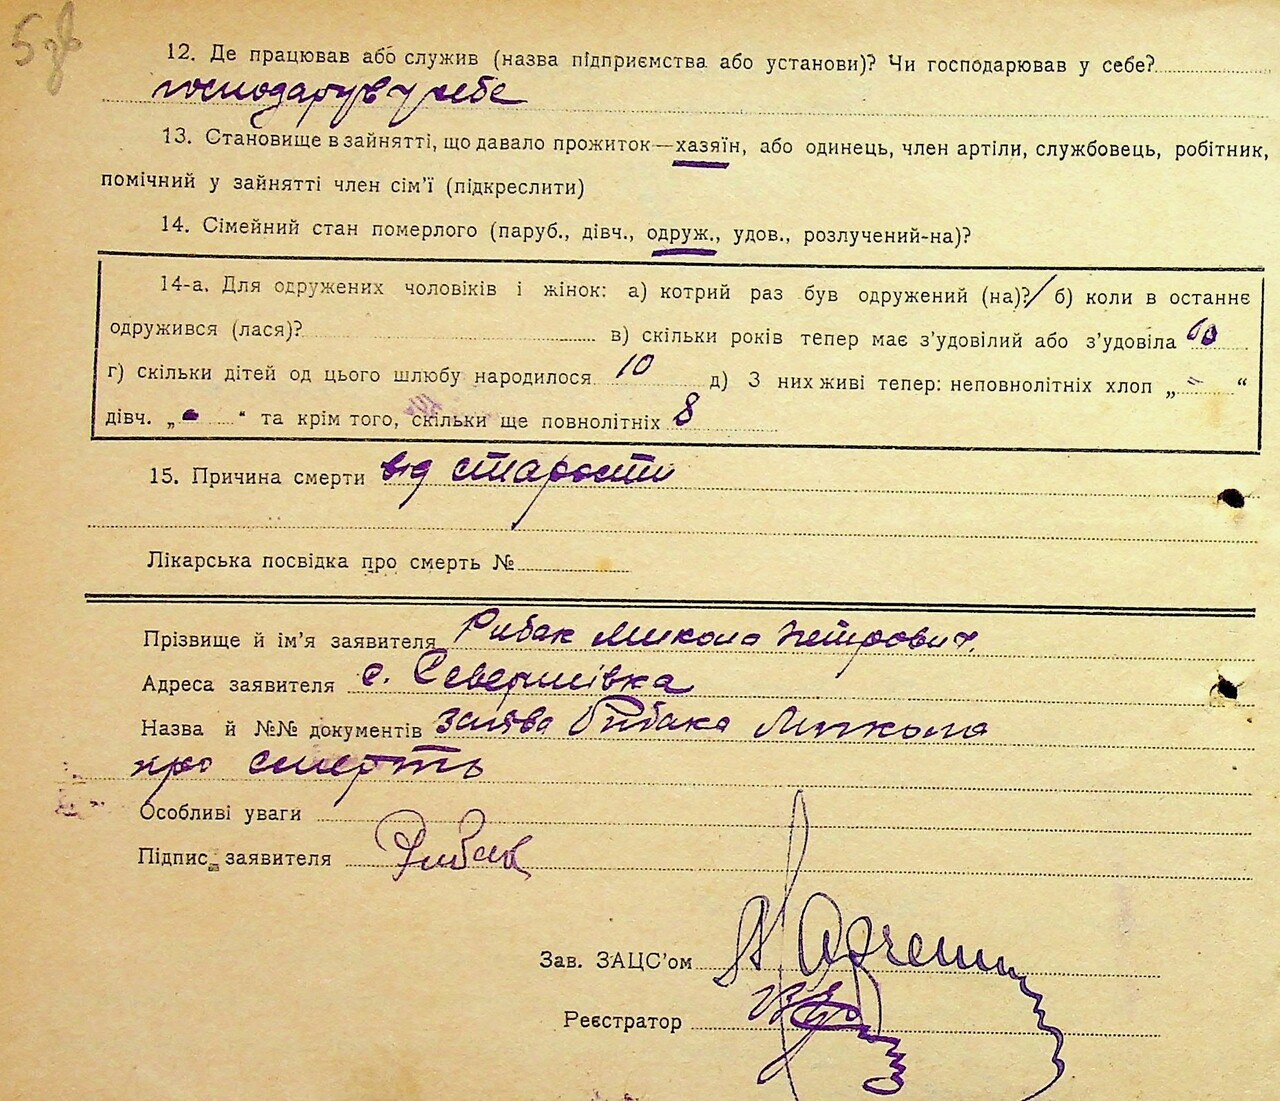 5зв
12. Де працював або служив (назва підприємства або установи)? Чи господарював у себе?
господарував у себе
13. Становище в зайнятті, що давало прожиток—хазяїн, або одинець, член артіли, службовець, робітник,
помічний у зайнятті член сім'ї (підкреслити)
14. Сімейний стан померлого (паруб., дівч., одруж., удов., розлучений-на)?
14-а. Для одружених чоловіків і жінок: а) котрий раз був одружений (на)? 1 б) коли в останнє
одружився (лася)? в) скільки років тепер має з'удовілий або з'удовіла 60
г) скільки дітей од цього шлюбу народилося 10 д) З них живі тепер: неповнолітніх хлоп „ - “
дівч. „ - “ та крім того, скільки ще повнолітніх 8
15. Причина смерти від старости
Лікарська посвідка про смерть №
Прізвище й ім'я заявителя Рибак Микола Петрович
Адреса заявителя с. Северинівка
Назва й №№ документів заява Рибака Микола
про смерть
Особливі уваги
Підпис заявителя Рибак
Зав. ЗАЦС'ом
Реєстратор